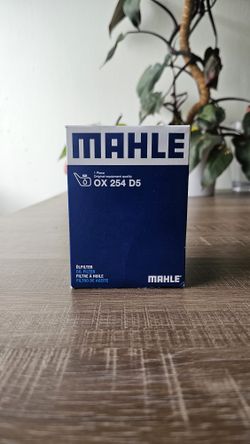 MAHLE
1 Piece
Original equipment quality
OX 254 D5
ÖLFILTER
OIL FILTER
FILTRE À HUILE
FILTRO DE ACEITE
MAHLE